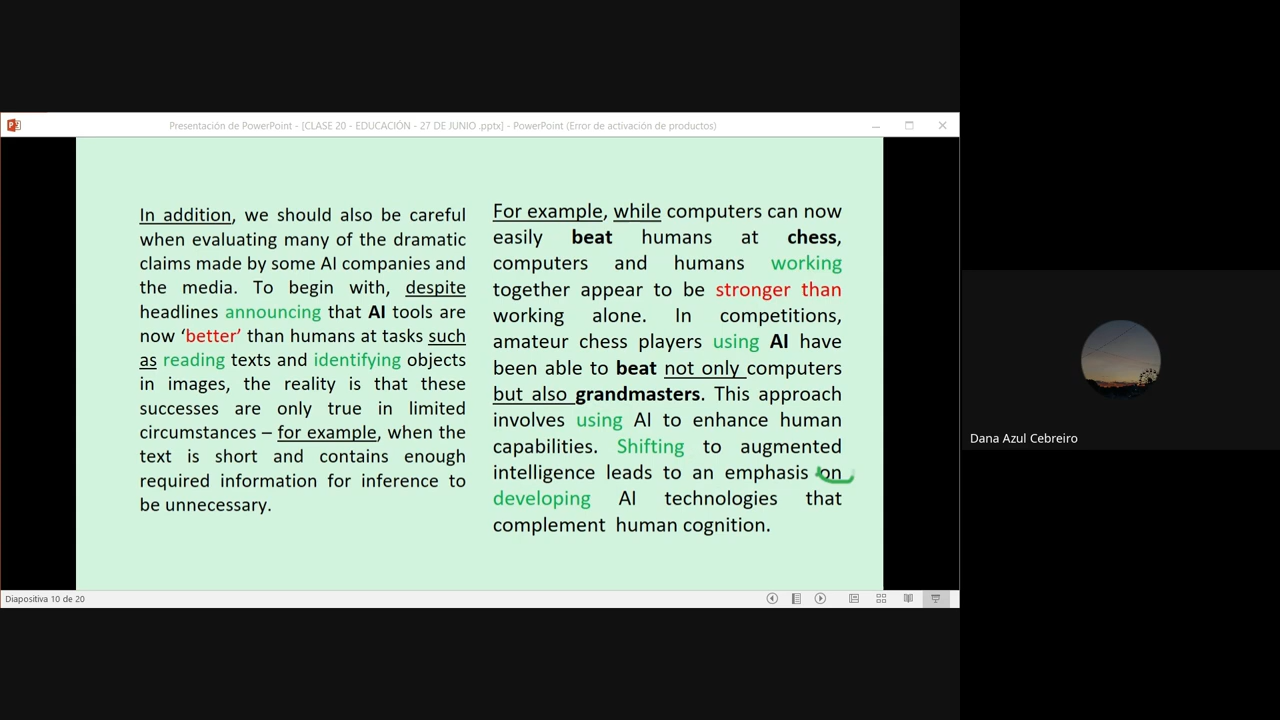 Presentación de PowerPoint - [CLASE 20 - EDUCACIÓN - 27 DE JUNIO .pptx] - PowerPoint (Error de activación de productos)
In addition, we should also be careful
when evaluating many of the dramatic
claims made by some AI companies and
the media. To begin with, despite
headlines announcing that AI tools are
now ‘better’ than humans at tasks such
as reading texts and identifying objects
in images, the reality is that these
successes are only true in limited
circumstances – for example, when the
text is short and contains enough
required information for inference to
be unnecessary.
For example, while computers can now
easily beat humans at chess,
computers and humans working
together appear to be stronger than
working alone. In competitions,
amateur chess players using AI have
been able to beat not only computers
but also grandmasters. This approach
involves using AI to enhance human
capabilities. Shifting to augmented
intelligence leads to an emphasis on
developing AI technologies that
complement human cognition.
Dana Azul Cebreiro
Diapositiva 10 de 20